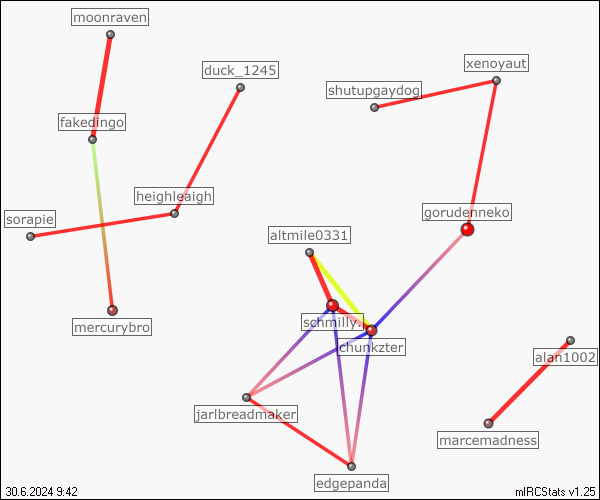 moonraven
duck_1245
xenoyaut
shutupgaydog
fakedingo
heighleaigh
gorudenneko
sorapie
altmile0331
schmilly.
mercurybro
chunkzter
alan1002
jarlbreadmaker
marcemadness
edgepanda
30.6.2024 9:42
mIRCStats v1.25